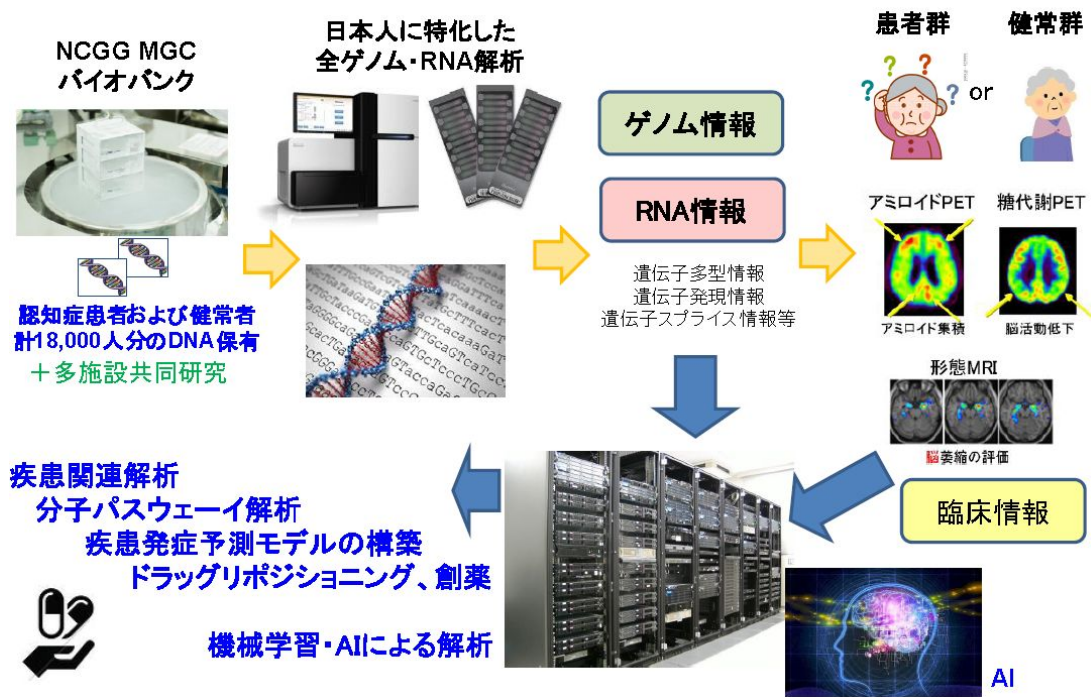 NCGG MGC
バイオバンク
認知症患者および健常者
計18,000人分のDNA保有
＋多施設共同研究
日本人に特化した
全ゲノム・RNA解析
ゲノム情報
RNA情報
遺伝子多型情報
遺伝子発現情報
遺伝子スプライス情報等
患者群
健常群
? ? ? ? or
アミロイドPET
糖代謝PET
アミロイド集積
脳活動低下
形態MRI
脳萎縮の評価
臨床情報
疾患関連解析
分子パスウェーイ解析
疾患発症予測モデルの構築
ドラッグリポジショニング、創薬
機械学習・AIによる解析
AI